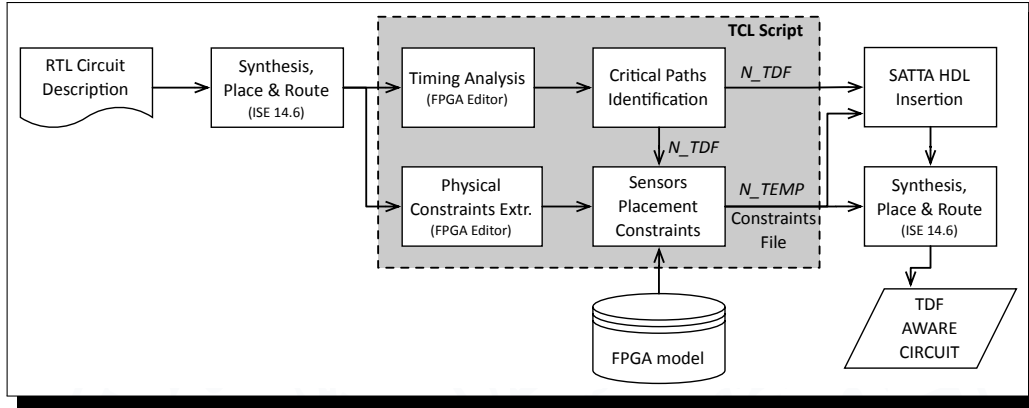 TCL Script
RTL Circuit
Description
Synthesis,
Place & Route
(ISE 14.6)
Timing Analysis
(FPGA Editor)
Critical Paths
Identification
N_TDF
SATTA HDL
Insertion
N_TDF
Physical
Constraints Extr.
(FPGA Editor)
Sensors
Placement
Constraints
N_TEMP
Constraints
File
Synthesis,
Place & Route
(ISE 14.6)
FPGA model
TDF
AWARE
CIRCUIT